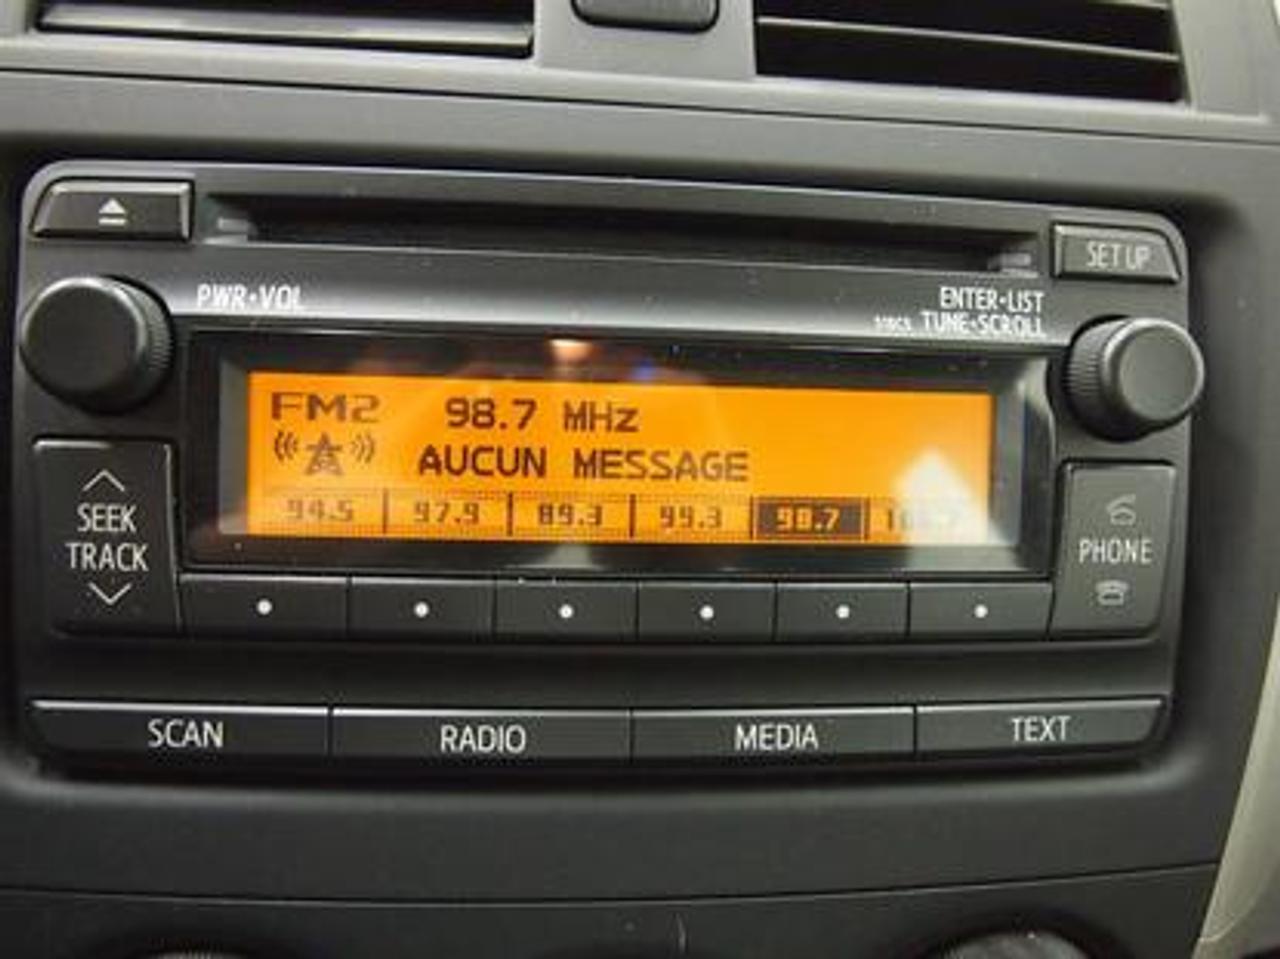 SET UP
PWR•VOL
ENTER•LIST
TUNE•SCROLL
FM2 98.7 MHz
AUCUN MESSAGE
94.5 97.9 89.3 99.3 98.7
SEEK
TRACK
PHONE
SCAN RADIO MEDIA TEXT